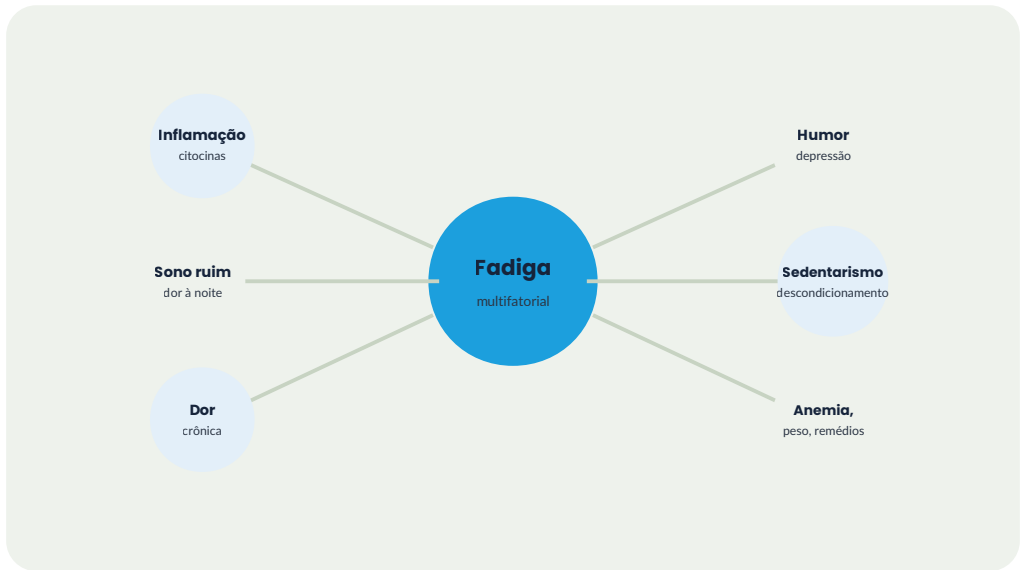 Inflamação
citocinas
Humor
depressão
Fadiga
multifatorial
Sono ruim
dor à noite
Sedentarismo
descondicionamento
Dor
crônica
Anemia,
peso, remédios